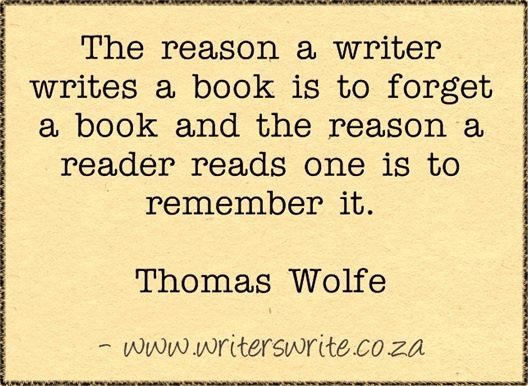 The reason a writer
writes a book is to forget
a book and the reason a
reader reads one is to
remember it.
Thomas Wolfe
- www.writerswrite.co.za